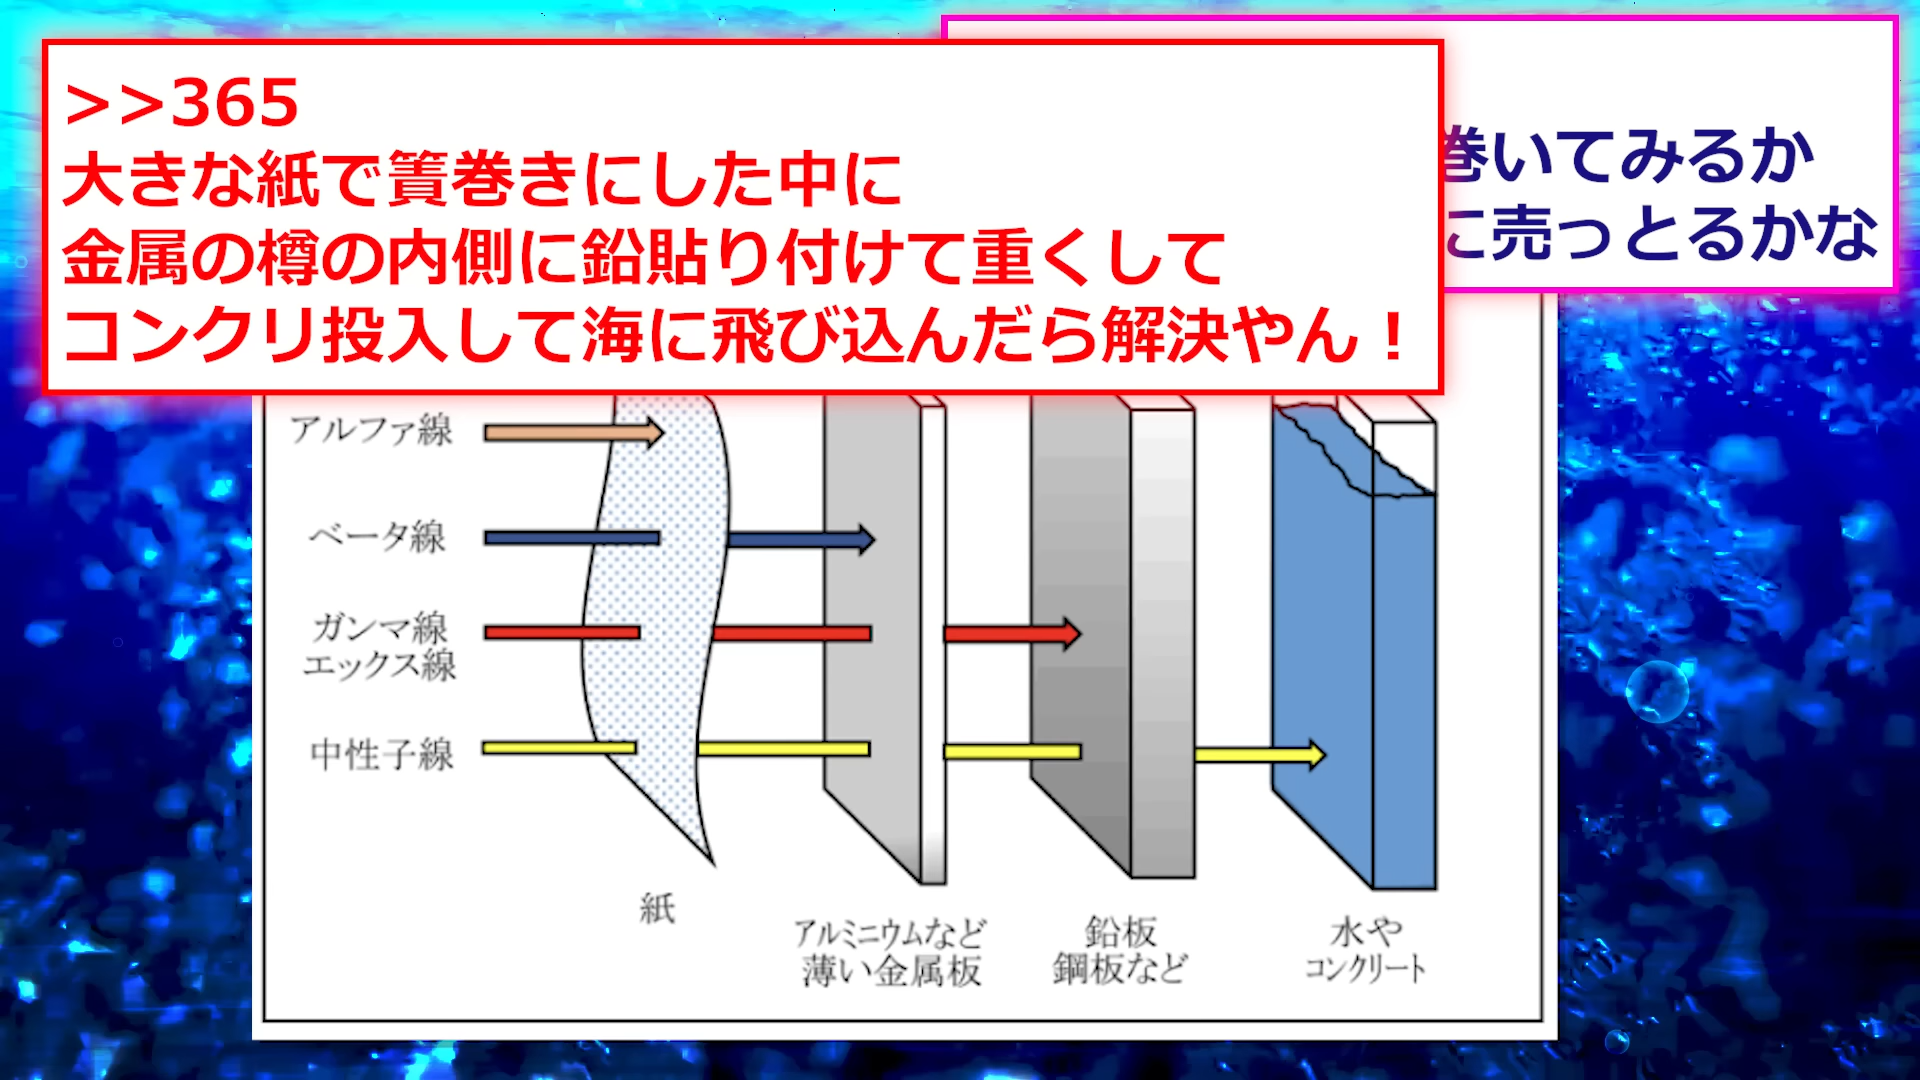 >>365
大きな紙で簀巻きにした中に
金属の樽の内側に鉛貼り付けて重くして
コンクリ投入して海に飛び込んだら解決やん！
巻いてみるか
に売っとるかな
アルファ線
ベータ線
ガンマ線
エックス線
中性子線
紙
アルミニウムなど
薄い金属板
鉛板
鋼板など
水や
コンクリート